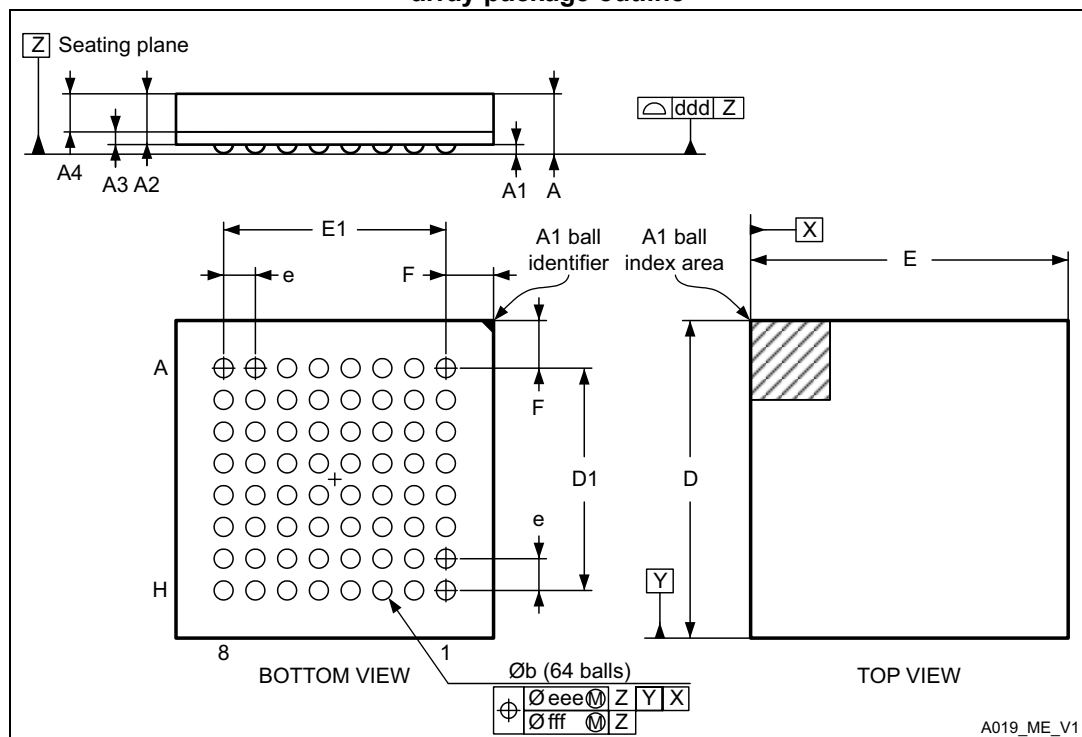 array package outline
Z Seating plane
ddd Z
A4
A3 A2
A1
A
E1
A1 ball
identifier
A1 ball
index area
X
e
F
E
A
F
D1
D
e
H
Y
8
1
BOTTOM VIEW
Øb (64 balls)
TOP VIEW
Ø eee Ⓜ Z Y X
Ø fff Ⓜ Z
A019_ME_V1